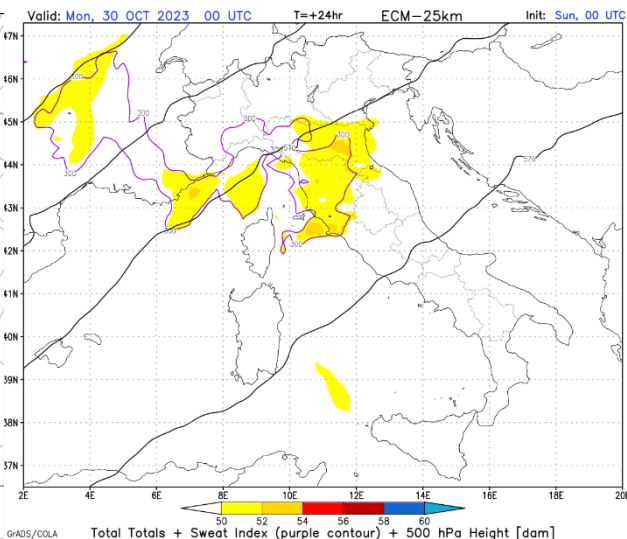 Valid: Mon, 30 OCT 2023 00 UTC T=+24hr ECM-25km Init: Sun, 00 UTC
47N
46N
45N
44N
43N
42N
41N
40N
39N
38N
37N
300
300
300
300
300
300
576
2E 4E 6E 8E 10E 12E 14E 16E 18E 20E
50 52 54 56 58 60
GrADS/COLA Total Totals + Sweat Index (purple contour) + 500 hPa Height [dam]